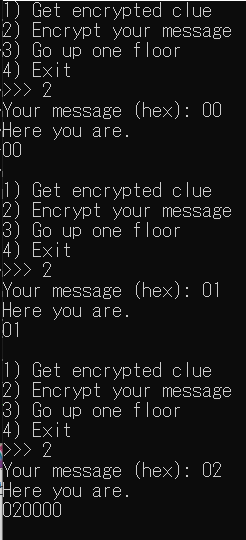 1) Get encrypted clue
2) Encrypt your message
3) Go up one floor
4) Exit
>>> 2
Your message (hex): 00
Here you are.
00
1) Get encrypted clue
2) Encrypt your message
3) Go up one floor
4) Exit
>>> 2
Your message (hex): 01
Here you are.
01
1) Get encrypted clue
2) Encrypt your message
3) Go up one floor
4) Exit
>>> 2
Your message (hex): 02
Here you are.
020000